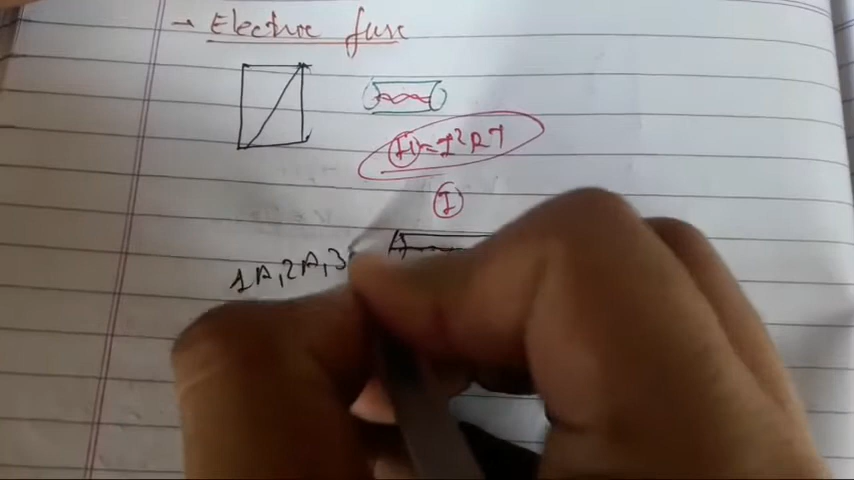 → Electric fuse
H = I²RT
I
1A, 2A, 3